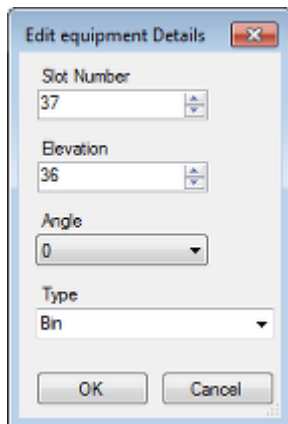 Edit equipment Details
Slot Number
37
Elevation
36
Angle
0
Type
Bin
OK
Cancel